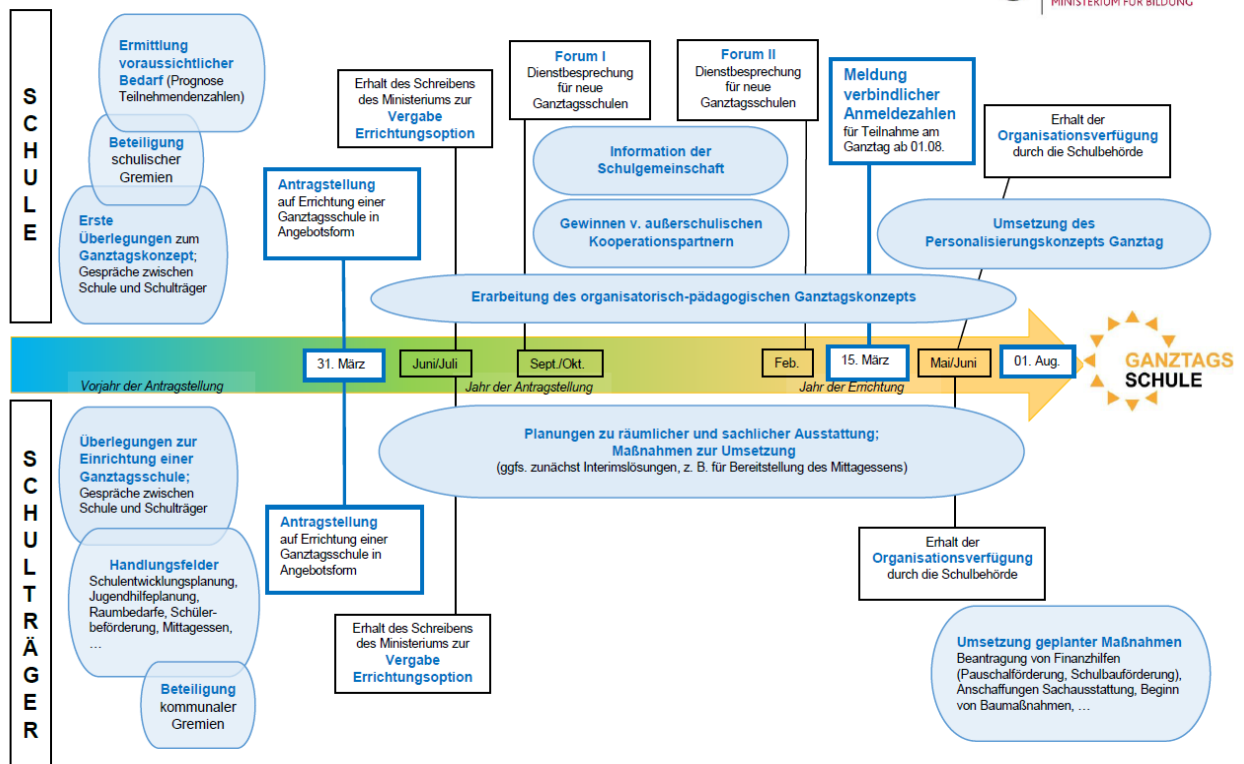 MINISTERIUM FÜR BILDUNG
SCHULE
Ermittlung
voraussichtlicher
Bedarf (Prognose
Teilnehmendenzahlen)
Beteiligung
schulischer
Gremien
Erste
Überlegungen zum
Ganztagskonzept;
Gespräche zwischen
Schule und Schulträger
Antragstellung
auf Errichtung einer
Ganztagsschule in
Angebotsform
Erhalt des Schreibens
des Ministeriums zur
Vergabe
Errichtungsoption
Forum I
Dienstbesprechung
für neue
Ganztagsschulen
Forum II
Dienstbesprechung
für neue
Ganztagsschulen
Information der
Schulgemeinschaft
Gewinnen v. außerschulischen
Kooperationspartnern
Meldung
verbindlicher
Anmeldezahlen
für Teilnahme am
Ganztag ab 01.08.
Erhalt der
Organisationsverfügung
durch die Schulbehörde
Umsetzung des
Personalisierungskonzepts Ganztag
Erarbeitung des organisatorisch-pädagogischen Ganztagskonzepts
31. März
Juni/Juli
Sept./Okt.
Feb.
15. März
Mai/Juni
01. Aug.
Vorjahr der Antragstellung
Jahr der Antragstellung
Jahr der Errichtung
GANZTAGS
SCHULE
SCHULTRÄGER
Überlegungen zur
Einrichtung einer
Ganztagsschule;
Gespräche zwischen
Schule und Schulträger
Handlungsfelder
Schulentwicklungsplanung,
Jugendhilfeplanung,
Raumbedarfe, Schüler-
beförderung, Mittagessen,
…
Beteiligung
kommunaler
Gremien
Antragstellung
auf Errichtung einer
Ganztagsschule in
Angebotsform
Erhalt des Schreibens
des Ministeriums zur
Vergabe
Errichtungsoption
Planungen zu räumlicher und sachlicher Ausstattung;
Maßnahmen zur Umsetzung
(ggfs. zunächst Interimslösungen, z. B. für Bereitstellung des Mittagessens)
Erhalt der
Organisationsverfügung
durch die Schulbehörde
Umsetzung geplanter Maßnahmen
Beantragung von Finanzhilfen
(Pauschalförderung, Schulbauförderung),
Anschaffungen Sachausstattung, Beginn
von Baumaßnahmen, …